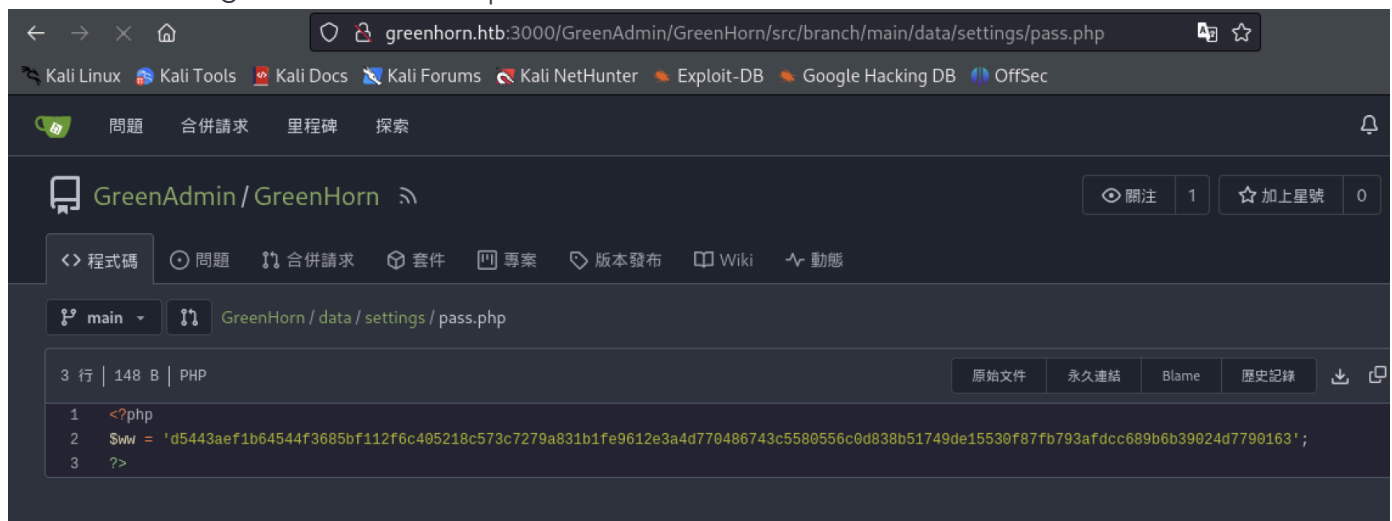 greenhorn.htb:3000/GreenAdmin/GreenHorn/src/branch/main/data/settings/pass.php
Kali Linux Kali Tools Kali Docs Kali Forums Kali NetHunter Exploit-DB Google Hacking DB OffSec
問題 合併請求 里程碑 探索
GreenAdmin / GreenHorn 關注 1 加上星號 0
<> 程式碼 問題 合併請求 套件 專案 版本發布 Wiki 動態
main GreenHorn / data / settings / pass.php
3 行 | 148 B | PHP 原始文件 永久連結 Blame 歷史記錄
1 <?php
2 $ww = 'd5443aef1b64544f3685bf112f6c405218c573c7279a831b1fe9612e3a4d770486743c5580556c0d838b51749de15530f87fb793afdcc689b6b39024d7790163';
3 ?>